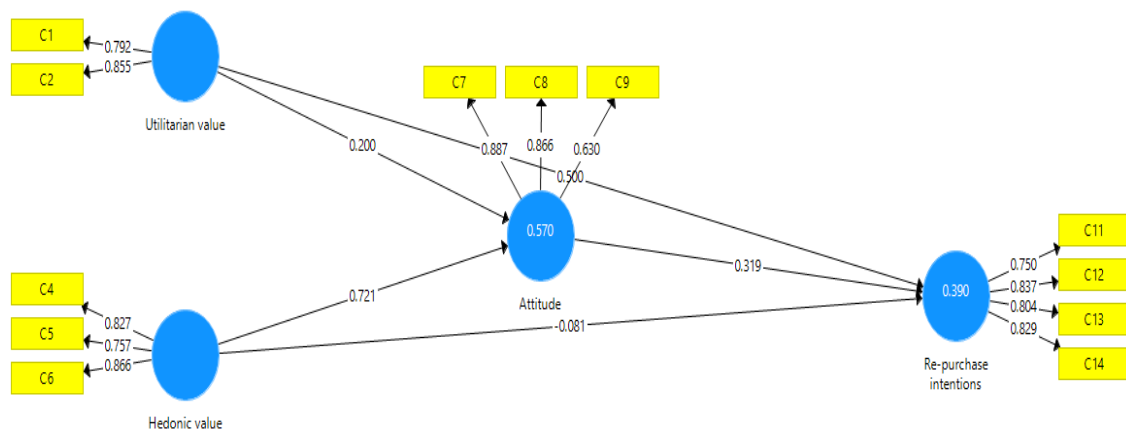 C1
0.792
C2
0.855
Utilitarian value
C7
C8
C9
0.887
0.866
0.630
0.200
0.500
0.570
Attitude
C4
0.827
C5
0.757
C6
0.866
Hedonic value
0.721
0.319
-0.081
0.390
Re-purchase
intentions
C11
0.750
C12
0.837
C13
0.804
C14
0.829